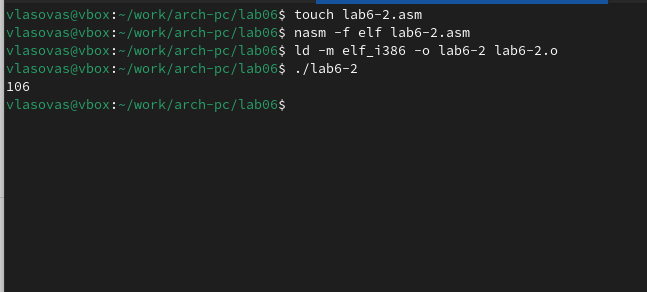 vlasovas@vbox:~/work/arch-pc/lab06$ touch lab6-2.asm
vlasovas@vbox:~/work/arch-pc/lab06$ nasm -f elf lab6-2.asm
vlasovas@vbox:~/work/arch-pc/lab06$ ld -m elf_i386 -o lab6-2 lab6-2.o
vlasovas@vbox:~/work/arch-pc/lab06$ ./lab6-2
106
vlasovas@vbox:~/work/arch-pc/lab06$